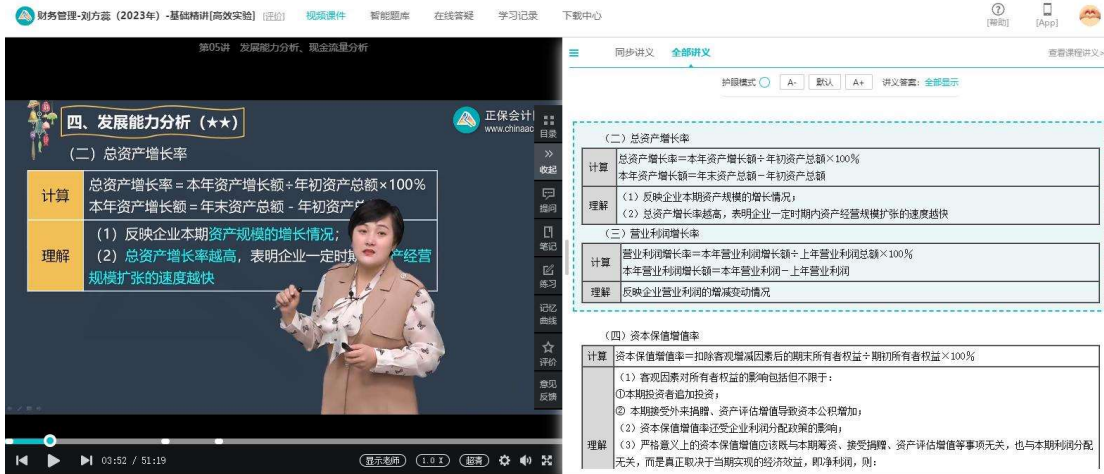 财务管理-刘方蕊（2023年）-基础精讲[高效实验] [评价] 视频课件 智能题库 在线答疑 学习记录 下载中心 [帮助] [App]
第05讲 发展能力分析、现金流量分析
四、发展能力分析（★★）
正保会计
www.chinaac
（二）总资产增长率
计算
总资产增长率=本年资产增长额÷年初资产总额×100%
本年资产增长额=年末资产总额 - 年初资产
理解
（1）反映企业本期资产规模的增长情况；
（2）总资产增长率越高，表明企业一定时 产经营
规模扩张的速度越快
目录
收起
提问
笔记
练习
记忆
曲线
评价
意见
反馈
03:52 / 51:19 显示老师 1.0 X 超清
同步讲义 全部讲义 查看课程讲义>
护眼模式 A- 默认 A+ 讲义答案：全部显示
（二）总资产增长率
计算
总资产增长率＝本年资产增长额÷年初资产总额×100%
本年资产增长额＝年末资产总额－年初资产总额
理解
（1）反映企业本期资产规模的增长情况；
（2）总资产增长率越高，表明企业一定时期内资产经营规模扩张的速度越快
（三）营业利润增长率
计算
营业利润增长率＝本年营业利润增长额÷上年营业利润总额×100%
本年营业利润增长额＝本年营业利润－上年营业利润
理解 反映企业营业利润的增减变动情况
（四）资本保值增值率
计算 资本保值增值率＝扣除客观增减因素后的期末所有者权益÷期初所有者权益×100%
理解
（1）客观因素对所有者权益的影响包括但不限于：
①本期投资者追加投资；
② 本期接受外来捐赠、资产评估增值导致资本公积增加；
（2）资本保值增值率还受企业利润分配政策的影响；
（3）严格意义上的资本保值增值应该既与本期筹资、接受捐赠、资产评估增值等事项无关，也与本期利润分配
无关，而是真正取决于当期实现的经济效益，即净利润，则：